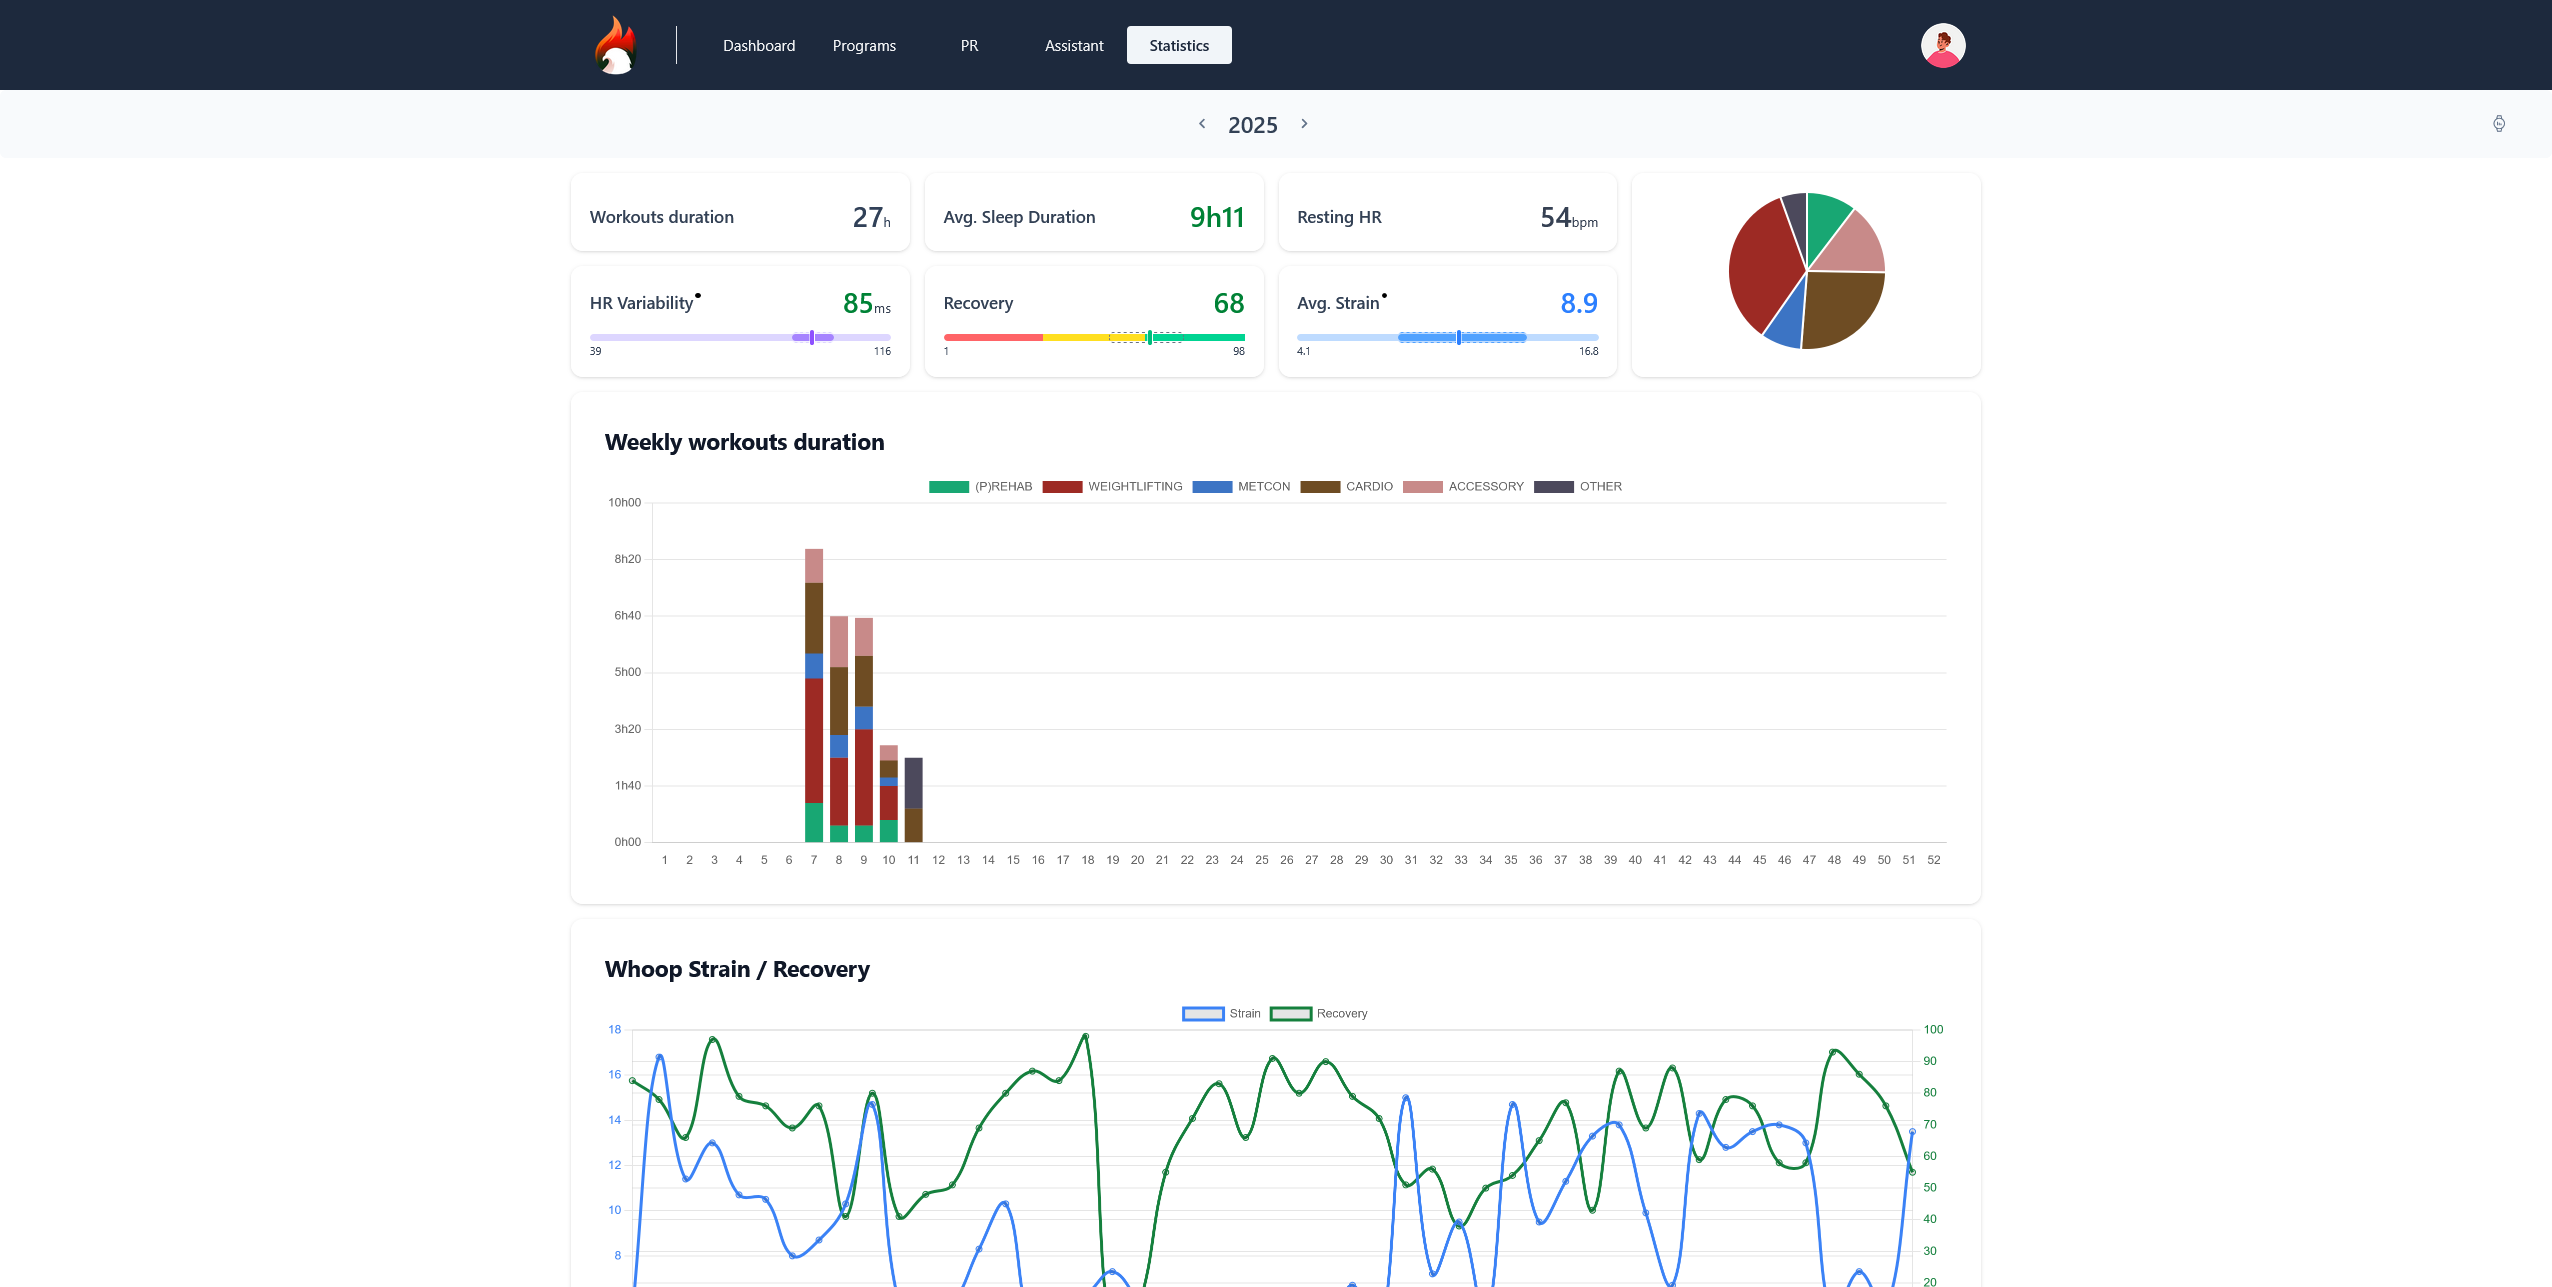 Dashboard Programs PR Assistant Statistics
2025
Workouts duration 27h
Avg. Sleep Duration 9h11
Resting HR 54bpm
HR Variability 85ms
39 116
Recovery 68
1 98
Avg. Strain 8.9
4.1 16.8
Weekly workouts duration
(P)REHAB WEIGHTLIFTING METCON CARDIO ACCESSORY OTHER
10h00
8h20
6h40
5h00
3h20
1h40
0h00
1 2 3 4 5 6 7 8 9 10 11 12 13 14 15 16 17 18 19 20 21 22 23 24 25 26 27 28 29 30 31 32 33 34 35 36 37 38 39 40 41 42 43 44 45 46 47 48 49 50 51 52
Whoop Strain / Recovery
Strain Recovery
18 100
90
16
80
14
70
12
60
50
10
40
8
30
20